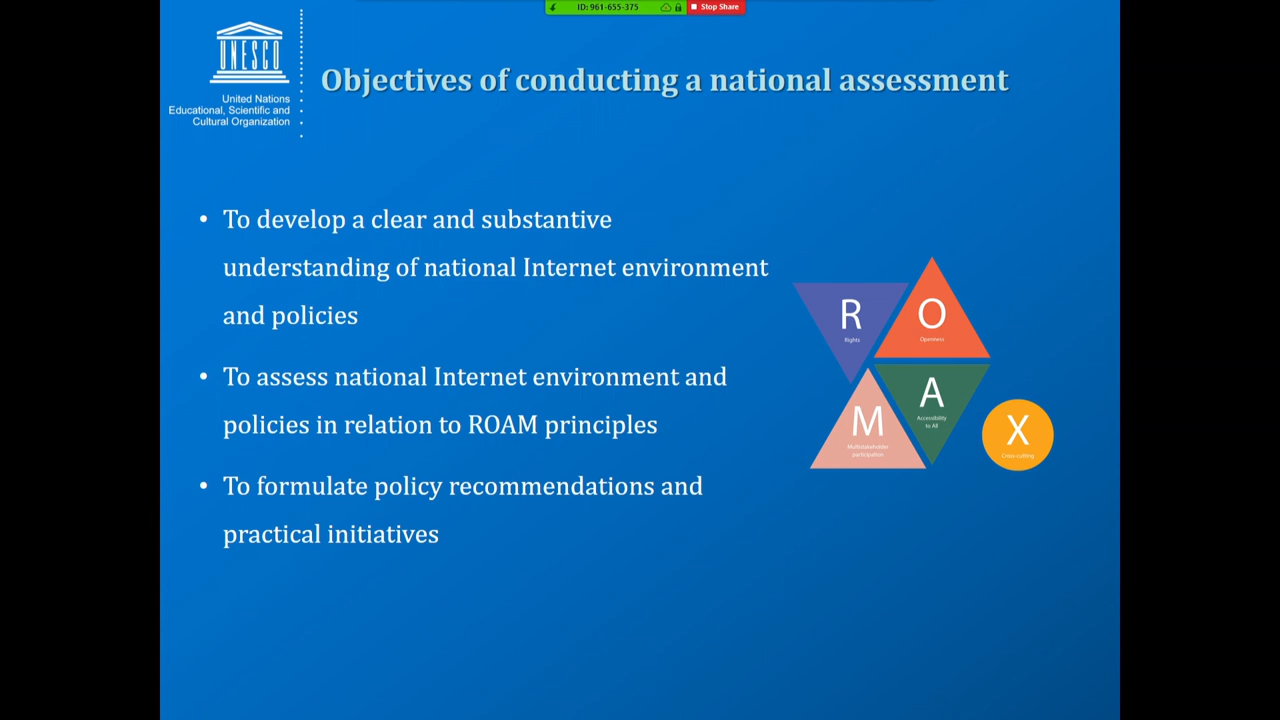 ID: 961-655-375
Stop Share
UNESCO
United Nations
Educational, Scientific and
Cultural Organization
Objectives of conducting a national assessment
• To develop a clear and substantive
understanding of national Internet environment
and policies
• To assess national Internet environment and
policies in relation to ROAM principles
• To formulate policy recommendations and
practical initiatives
R
Rights
O
Openness
M
Multistakeholder
participation
A
Accessibility
to All
X
Cross-cutting